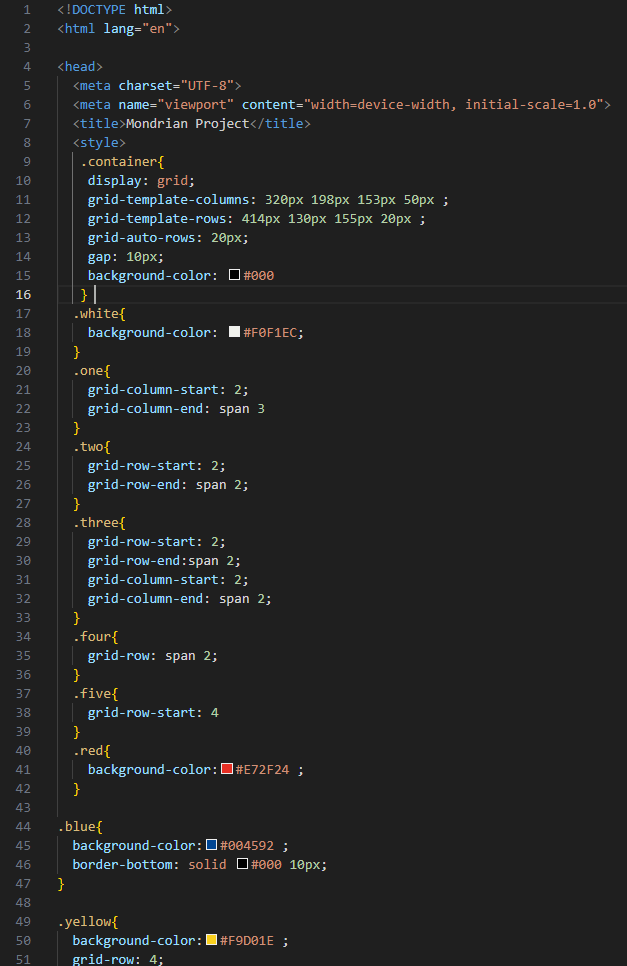 1 <!DOCTYPE html>
2 <html lang="en">
3
4 <head>
5 <meta charset="UTF-8">
6 <meta name="viewport" content="width=device-width, initial-scale=1.0">
7 <title>Mondrian Project</title>
8 <style>
9 .container{
10 display: grid;
11 grid-template-columns: 320px 198px 153px 50px ;
12 grid-template-rows: 414px 130px 155px 20px ;
13 grid-auto-rows: 20px;
14 gap: 10px;
15 background-color: #000
16 }
17 .white{
18 background-color: #F0F1EC;
19 }
20 .one{
21 grid-column-start: 2;
22 grid-column-end: span 3
23 }
24 .two{
25 grid-row-start: 2;
26 grid-row-end: span 2;
27 }
28 .three{
29 grid-row-start: 2;
30 grid-row-end:span 2;
31 grid-column-start: 2;
32 grid-column-end: span 2;
33 }
34 .four{
35 grid-row: span 2;
36 }
37 .five{
38 grid-row-start: 4
39 }
40 .red{
41 background-color:#E72F24 ;
42 }
43
44 .blue{
45 background-color:#004592 ;
46 border-bottom: solid #000 10px;
47 }
48
49 .yellow{
50 background-color:#F9D01E ;
51 grid-row: 4;